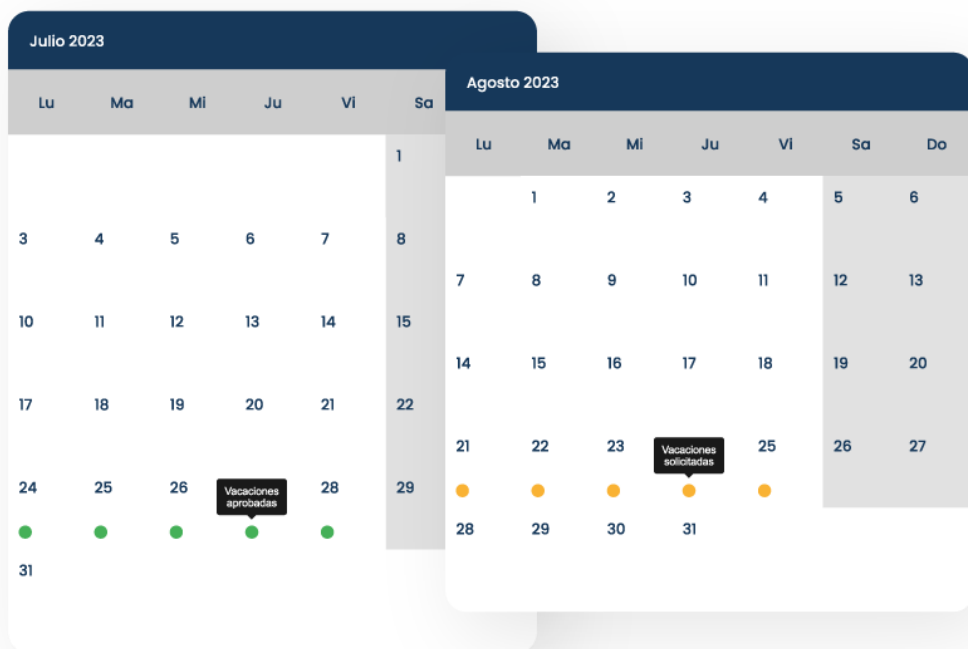 Julio 2023
Lu Ma Mi Ju Vi Sa
1
3 4 5 6 7 8
10 11 12 13 14 15
17 18 19 20 21 22
24 25 26 Vacaciones
aprobadas 28 29
31
Agosto 2023
Lu Ma Mi Ju Vi Sa Do
1 2 3 4 5 6
7 8 9 10 11 12 13
14 15 16 17 18 19 20
21 22 23 Vacaciones
solicitadas 25 26 27
28 29 30 31